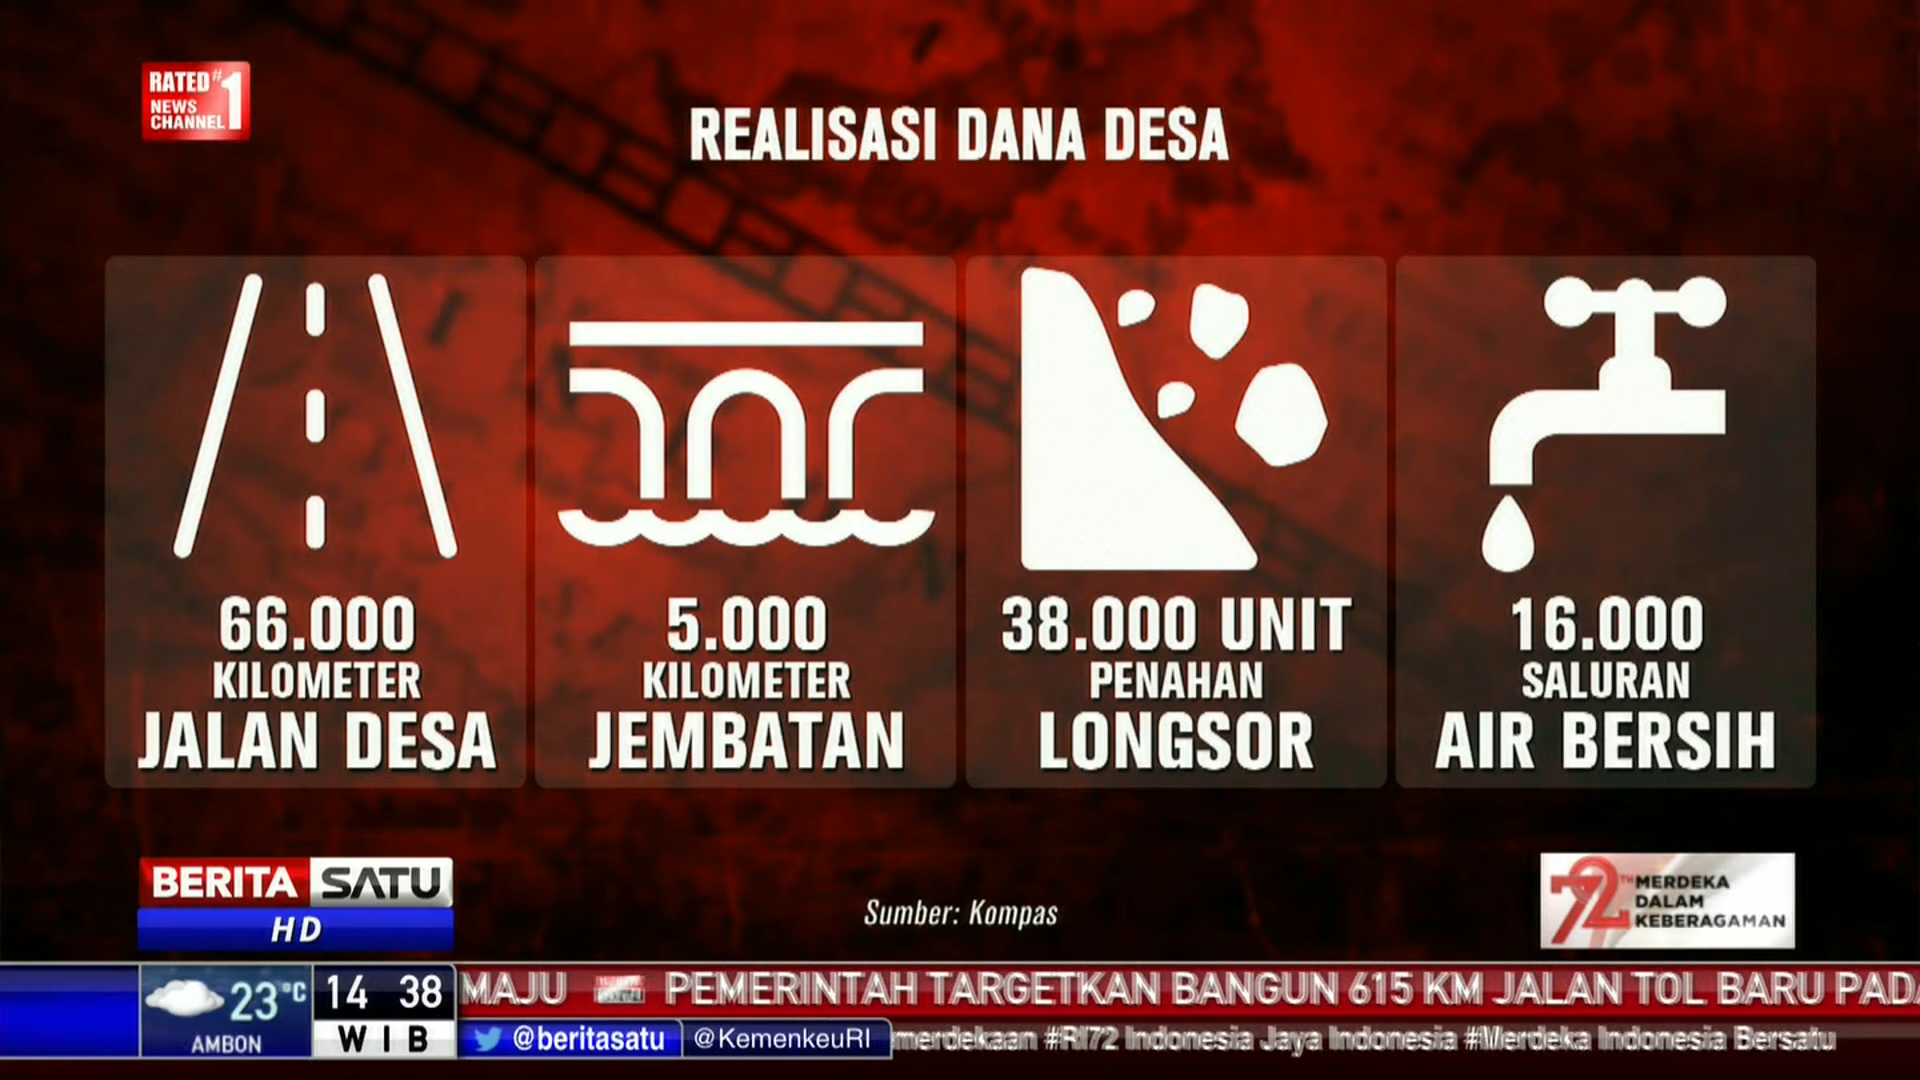 RATED #1
NEWS
CHANNEL
REALISASI DANA DESA
66.000
KILOMETER
JALAN DESA
5.000
KILOMETER
JEMBATAN
38.000 UNIT
PENAHAN
LONGSOR
16.000
SALURAN
AIR BERSIH
BERITA SATU
HD
Sumber: Kompas
72TH MERDEKA
DALAM
KEBERAGAMAN
23°C
AMBON
14 38
WIB
MAJU PEMERINTAH TARGETKAN BANGUN 615 KM JALAN TOL BARU PADA
@beritasatu @KemenkeuRI merdekaan #RI72 Indonesia Jaya Indonesia #Merdeka Indonesia Bersatu